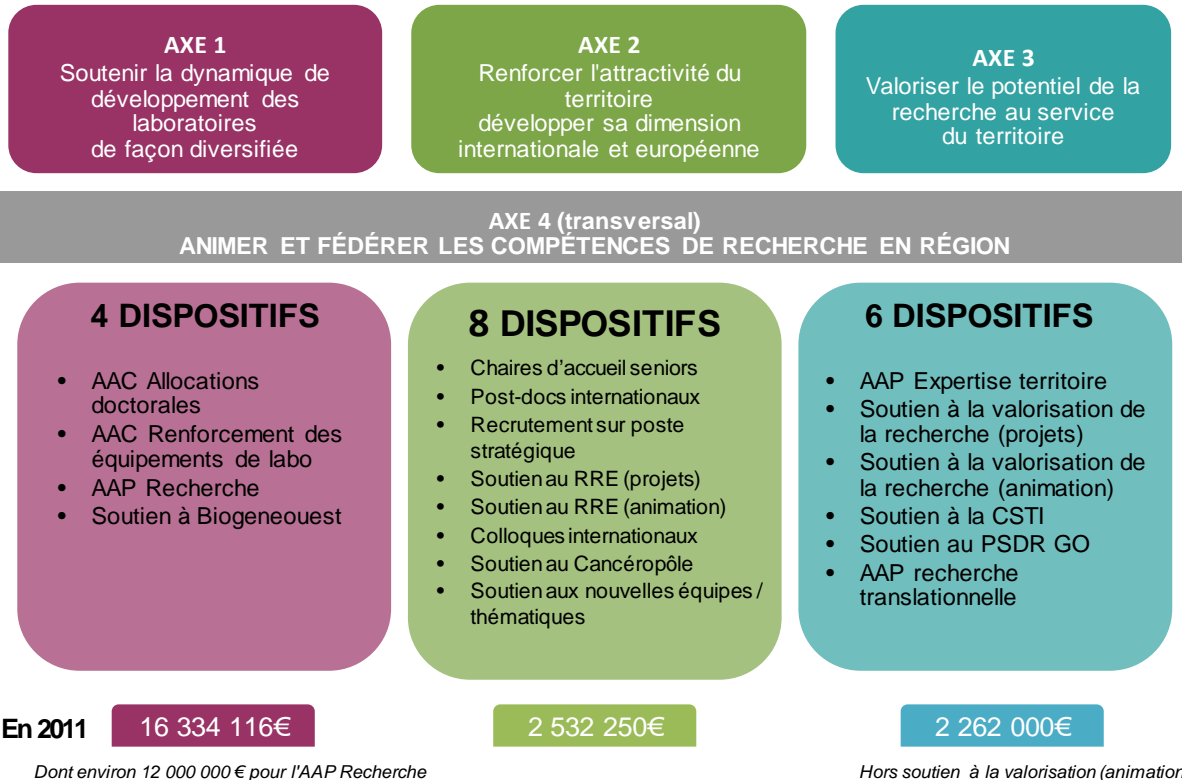 AXE 1
Soutenir la dynamique de
développement des
laboratoires
de façon diversifiée
AXE 2
Renforcer l'attractivité du
territoire
développer sa dimension
internationale et européenne
AXE 3
Valoriser le potentiel de la
recherche au service
du territoire
AXE 4 (transversal)
ANIMER ET FÉDÉRER LES COMPÉTENCES DE RECHERCHE EN RÉGION
4 DISPOSITIFS
• AAC Allocations
doctorales
• AAC Renforcement des
équipements de labo
• AAP Recherche
• Soutien à Biogeneouest
8 DISPOSITIFS
• Chaires d'accueil seniors
• Post-docs internationaux
• Recrutement sur poste
stratégique
• Soutien au RRE (projets)
• Soutien au RRE (animation)
• Colloques internationaux
• Soutien au Cancéropôle
• Soutien aux nouvelles équipes /
thématiques
6 DISPOSITIFS
• AAP Expertise territoire
• Soutien à la valorisation de
la recherche (projets)
• Soutien à la valorisation de
la recherche (animation)
• Soutien à la CSTI
• Soutien au PSDR GO
• AAP recherche
translationnelle
En 2011
16 334 116€
2 532 250€
2 262 000€
Dont environ 12 000 000 € pour l'AAP Recherche
Hors soutien à la valorisation (animation